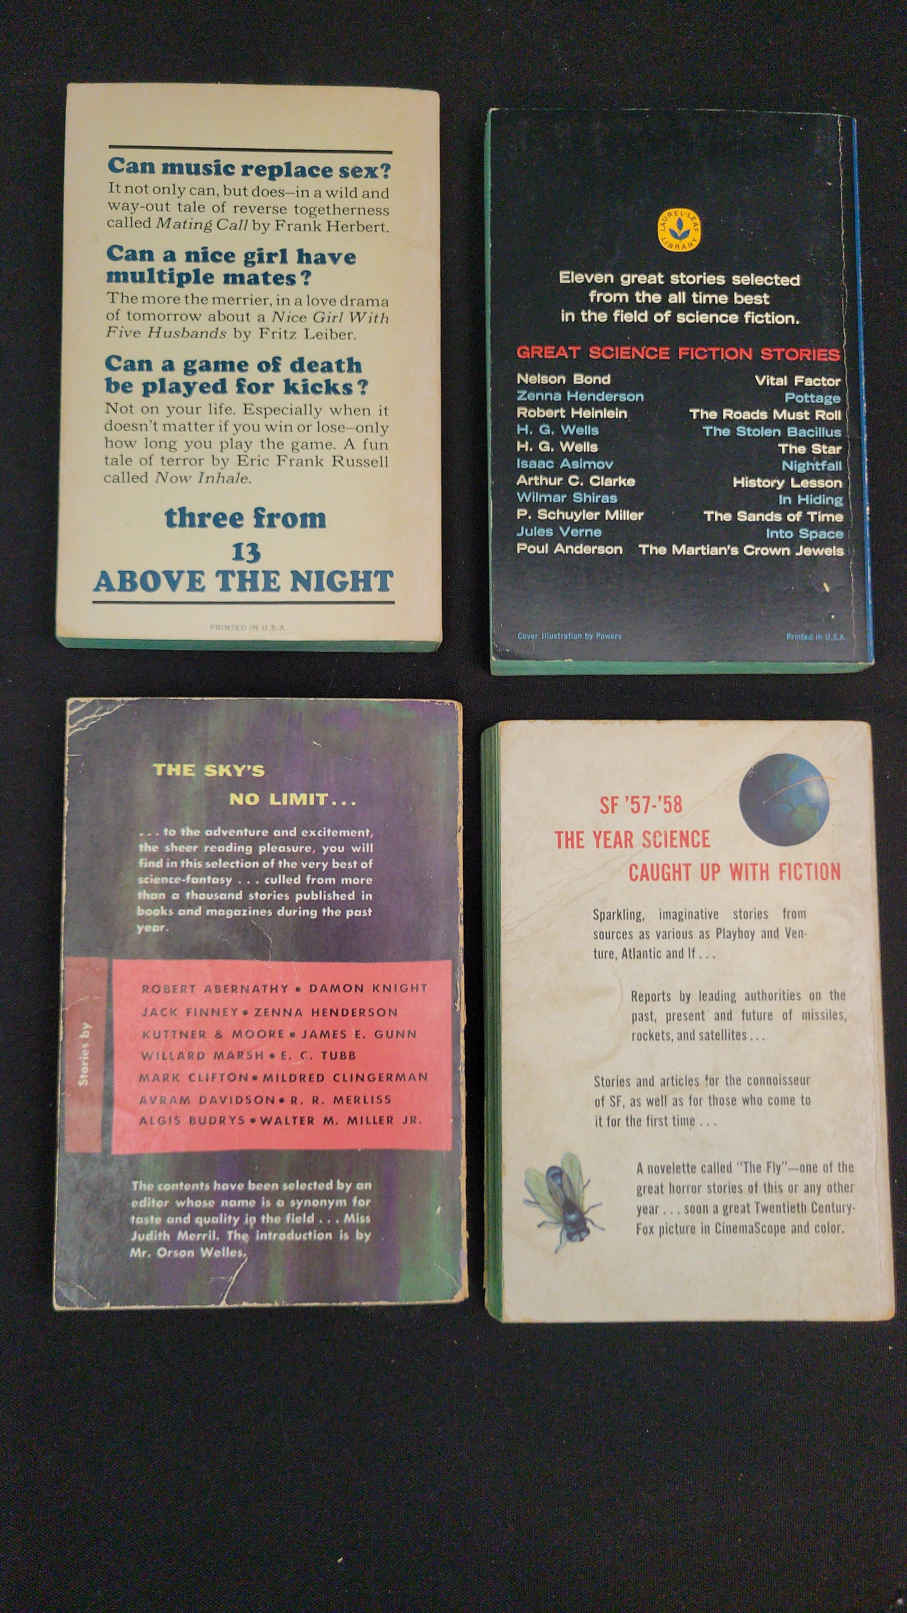 Can music replace sex?
It not only can, but does—in a wild and
way-out tale of reverse togetherness
called Mating Call by Frank Herbert.
Can a nice girl have
multiple mates?
The more the merrier, in a love drama
of tomorrow about a Nice Girl With
Five Husbands by Fritz Leiber.
Can a game of death
be played for kicks?
Not on your life. Especially when it
doesn't matter if you win or lose—only
how long you play the game. A fun
tale of terror by Eric Frank Russell
called Now Inhale.
three from
13
ABOVE THE NIGHT
PRINTED IN U.S.A.
LAUREL-LEAF
LIBRARY
Eleven great stories selected
from the all time best
in the field of science fiction.
GREAT SCIENCE FICTION STORIES
Nelson Bond Vital Factor
Zenna Henderson Pottage
Robert Heinlein The Roads Must Roll
H. G. Wells The Stolen Bacillus
H. G. Wells The Star
Isaac Asimov Nightfall
Arthur C. Clarke History Lesson
Wilmar Shiras In Hiding
P. Schuyler Miller The Sands of Time
Jules Verne Into Space
Poul Anderson The Martian's Crown Jewels
Cover Illustration by Powers Printed in U.S.A.
THE SKY'S
NO LIMIT...
... to the adventure and excitement,
the sheer reading pleasure, you will
find in this selection of the very best of
science-fantasy ... culled from more
than a thousand stories published in
books and magazines during the past
year.
Stories by
ROBERT ABERNATHY • DAMON KNIGHT
JACK FINNEY • ZENNA HENDERSON
KUTTNER & MOORE • JAMES E. GUNN
WILLARD MARSH • E. C. TUBB
MARK CLIFTON • MILDRED CLINGERMAN
AVRAM DAVIDSON • R. R. MERLISS
ALGIS BUDRYS • WALTER M. MILLER JR.
The contents have been selected by an
editor whose name is a synonym for
taste and quality in the field ... Miss
Judith Merril. The introduction is by
Mr. Orson Welles.
SF '57-'58
THE YEAR SCIENCE
CAUGHT UP WITH FICTION
Sparkling, imaginative stories from
sources as various as Playboy and Ven-
ture, Atlantic and If ...
Reports by leading authorities on the
past, present and future of missiles,
rockets, and satellites ...
Stories and articles for the connoisseur
of SF, as well as for those who come to
it for the first time ...
A novelette called "The Fly"—one of the
great horror stories of this or any other
year ... soon a great Twentieth Century-
Fox picture in CinemaScope and color.